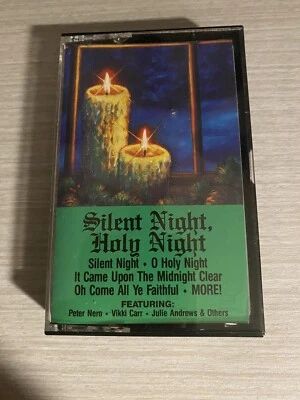 Silent Night,
Holy Night
Silent Night • O Holy Night
It Came Upon The Midnight Clear
Oh Come All Ye Faithful • MORE!
FEATURING:
Peter Nero • Vikki Carr • Julie Andrews & Others